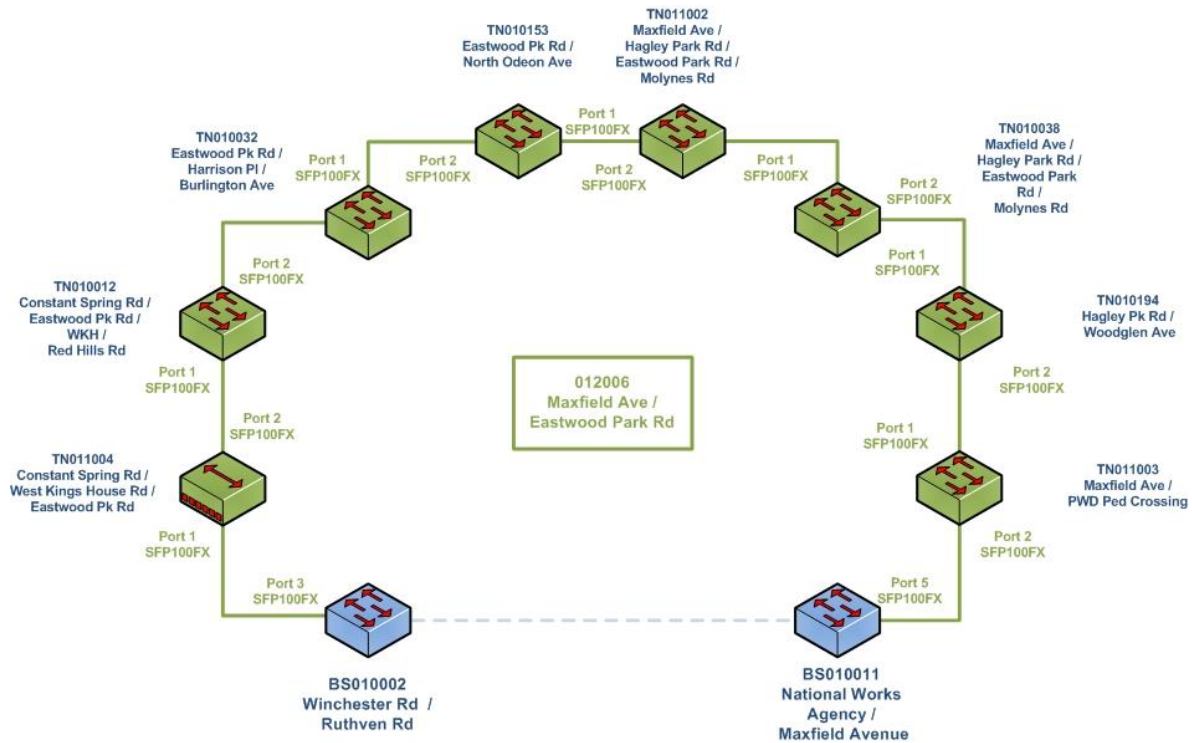 TN010153
Eastwood Pk Rd /
North Odeon Ave
TN011002
Maxfield Ave /
Hagley Park Rd /
Eastwood Park Rd /
Molynes Rd
TN010032
Eastwood Pk Rd /
Harrison Pl /
Burlington Ave
Port 1
SFP100FX
Port 2
SFP100FX
Port 1
SFP100FX
Port 2
SFP100FX
Port 1
SFP100FX
TN010038
Maxfield Ave /
Hagley Park Rd /
Eastwood Park
Rd /
Molynes Rd
Port 2
SFP100FX
TN010012
Constant Spring Rd /
Eastwood Pk Rd /
WKH /
Red Hills Rd
Port 2
SFP100FX
Port 1
SFP100FX
TN010194
Hagley Pk Rd /
Woodglen Ave
Port 1
SFP100FX
Port 2
SFP100FX
012006
Maxfield Ave /
Eastwood Park Rd
Port 2
SFP100FX
Port 1
SFP100FX
TN011004
Constant Spring Rd /
West Kings House Rd /
Eastwood Pk Rd
TN011003
Maxfield Ave /
PWD Ped Crossing
Port 1
SFP100FX
Port 2
SFP100FX
Port 3
SFP100FX
Port 5
SFP100FX
BS010002
Winchester Rd /
Ruthven Rd
BS010011
National Works
Agency /
Maxfield Avenue